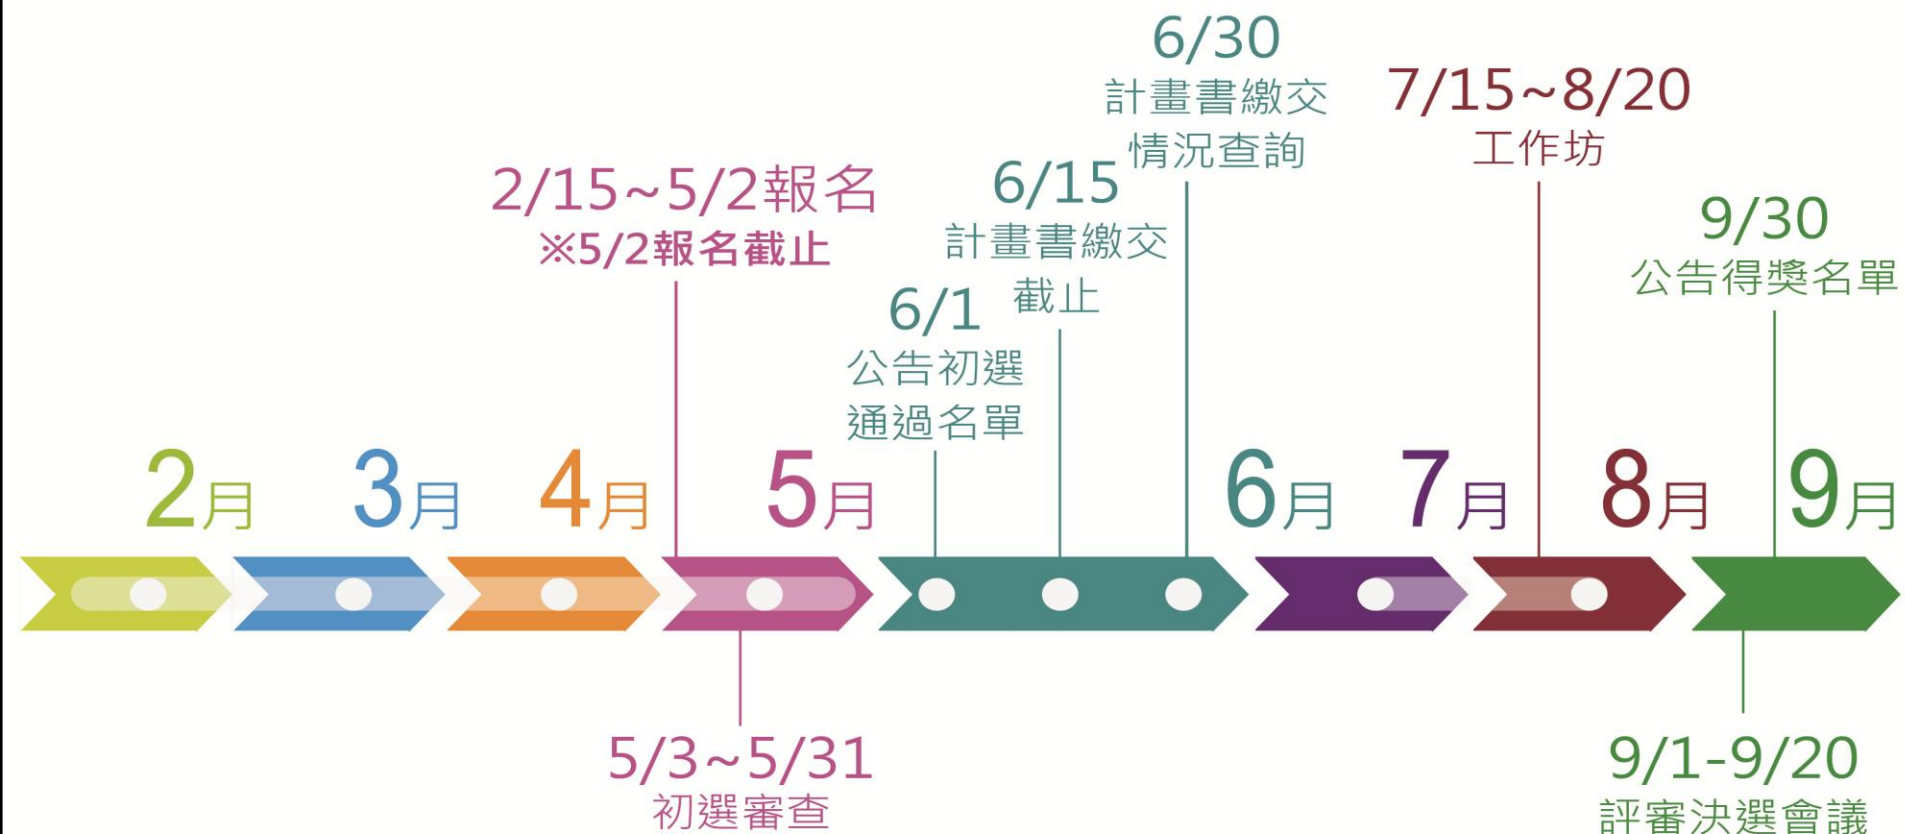 6/30
計畫書繳交
情況查詢
7/15~8/20
工作坊
2/15~5/2報名
※5/2報名截止
6/15
計畫書繳交
截止
9/30
公告得獎名單
6/1
公告初選
通過名單
2月
3月
4月
5月
6月
7月
8月
9月
5/3~5/31
初選審查
9/1-9/20
評審決選會議